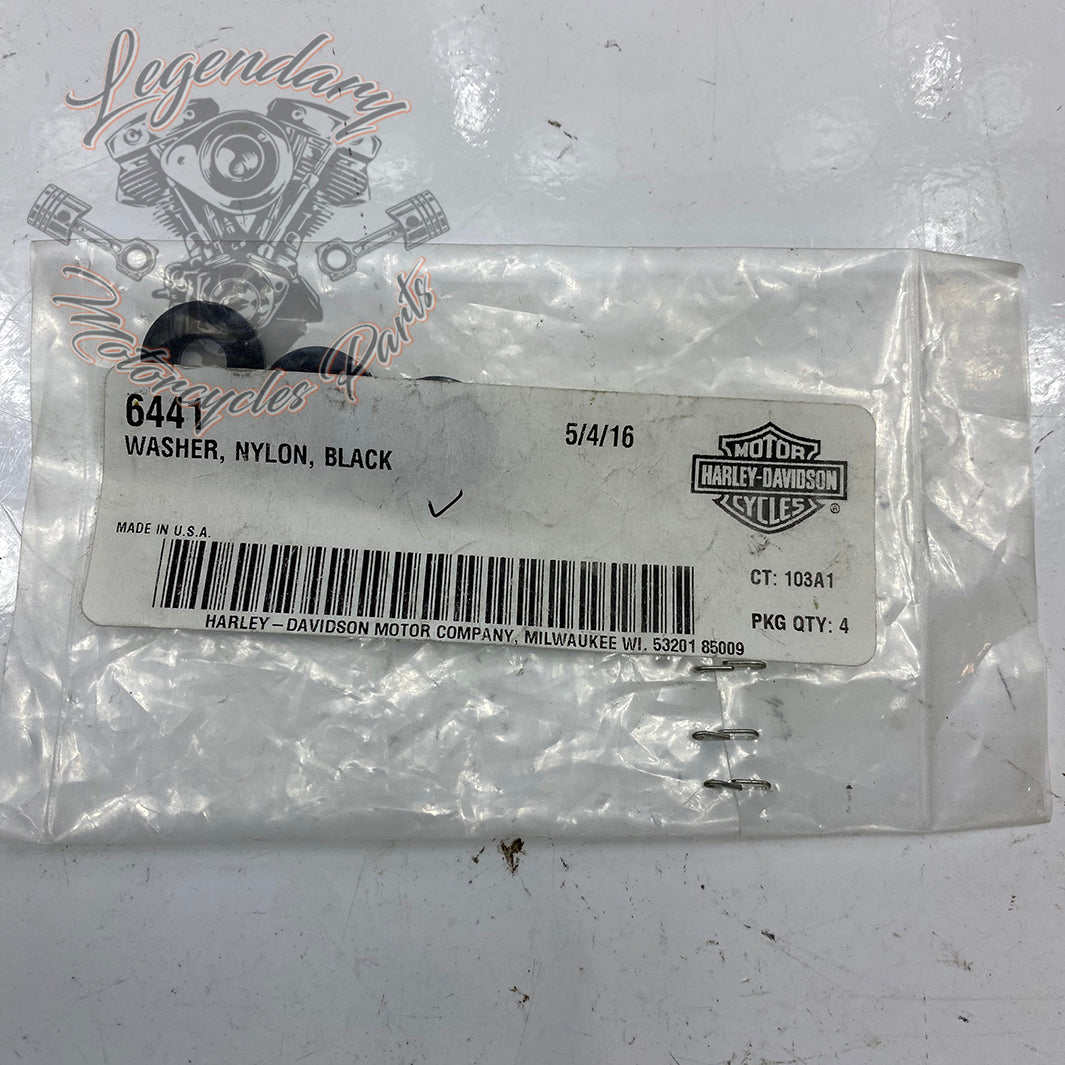 Legendary
Motorcycles Parts
6441
WASHER, NYLON, BLACK
5/4/16
MOTOR
HARLEY-DAVIDSON
CYCLES
®
MADE IN U.S.A.
CT: 103A1
PKG QTY: 4
HARLEY-DAVIDSON MOTOR COMPANY, MILWAUKEE WI. 53201 85009